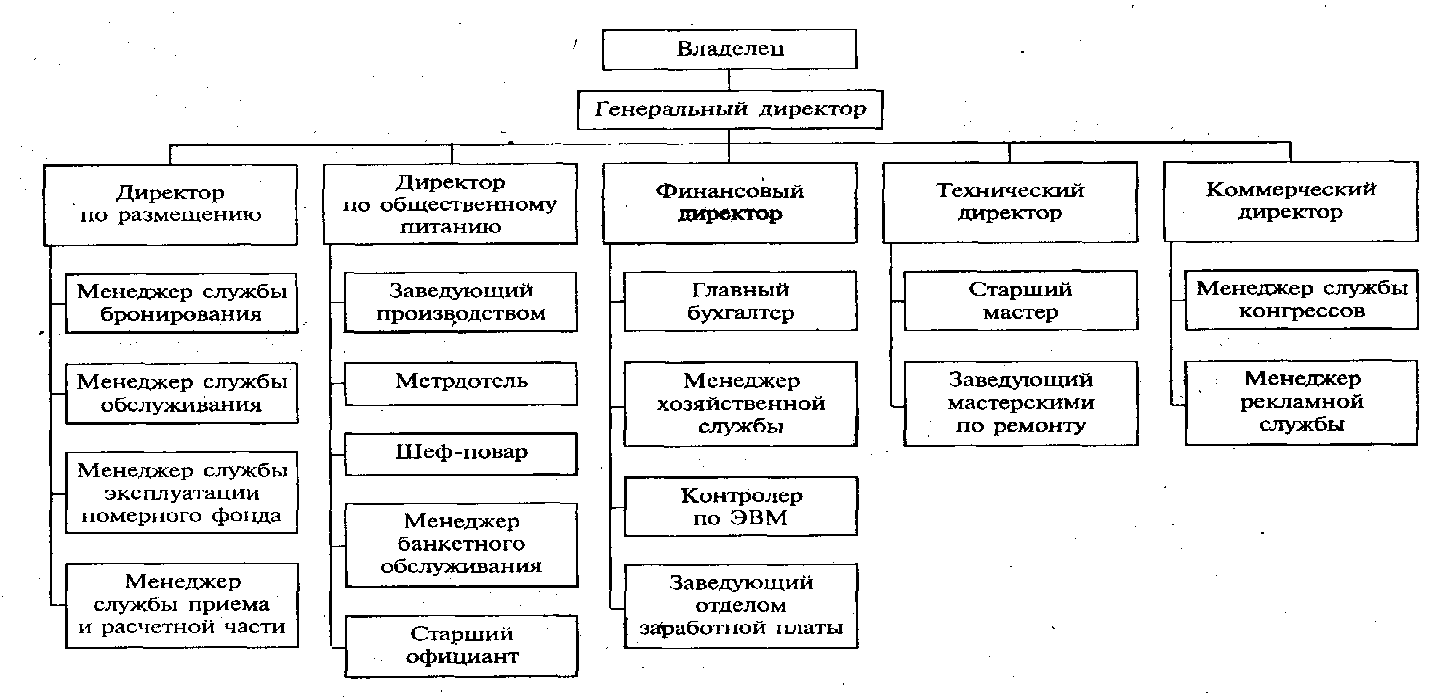 Владелец
Генеральный директор
Директор
по размещению
Менеджер службы
бронирования
Менеджер службы
обслуживания
Менеджер службы
эксплуатации
номерного фонда
Менеджер
службы приема
и расчетной части
Директор
по общественному
питанию
Заведующий
производством
Метрдотель
Шеф-повар
Менеджер
банкетного
обслуживания
Старший
официант
Финансовый
директор
Главный
бухгалтер
Менеджер
хозяйственной
службы
Контролер
по ЭВМ
Заведующий
отделом
заработной платы
Технический
директор
Старший
мастер
Заведующий
мастерскими
по ремонту
Коммерческий
директор
Менеджер службы
конгрессов
Менеджер
рекламной
службы